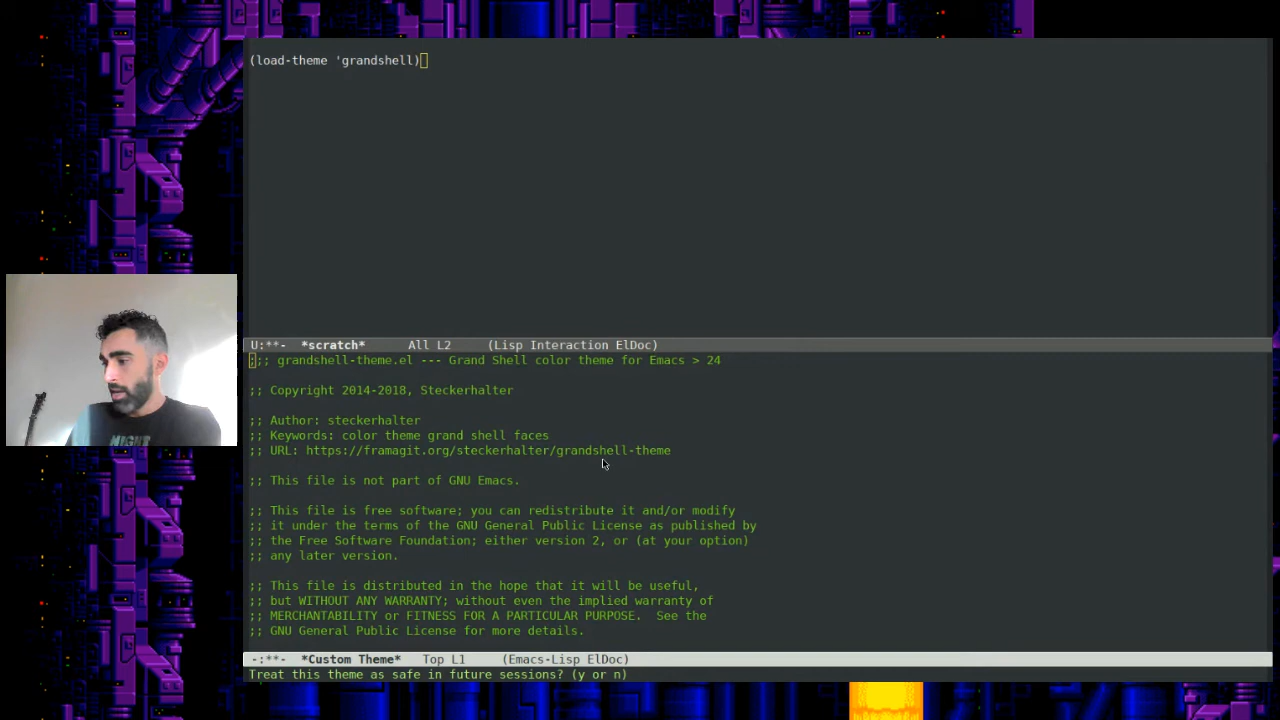 (load-theme 'grandshell)
U:**-  *scratch*      All L2     (Lisp Interaction ElDoc)
;;; grandshell-theme.el --- Grand Shell color theme for Emacs > 24
;; Copyright 2014-2018, Steckerhalter
;; Author: steckerhalter
;; Keywords: color theme grand shell faces
;; URL: https://framagit.org/steckerhalter/grandshell-theme
;; This file is not part of GNU Emacs.
;; This file is free software; you can redistribute it and/or modify
;; it under the terms of the GNU General Public License as published by
;; the Free Software Foundation; either version 2, or (at your option)
;; any later version.
;; This file is distributed in the hope that it will be useful,
;; but WITHOUT ANY WARRANTY; without even the implied warranty of
;; MERCHANTABILITY or FITNESS FOR A PARTICULAR PURPOSE.  See the
;; GNU General Public License for more details.
-:**-  *Custom Theme*   Top L1     (Emacs-Lisp ElDoc)
Treat this theme as safe in future sessions? (y or n)
MIGHT